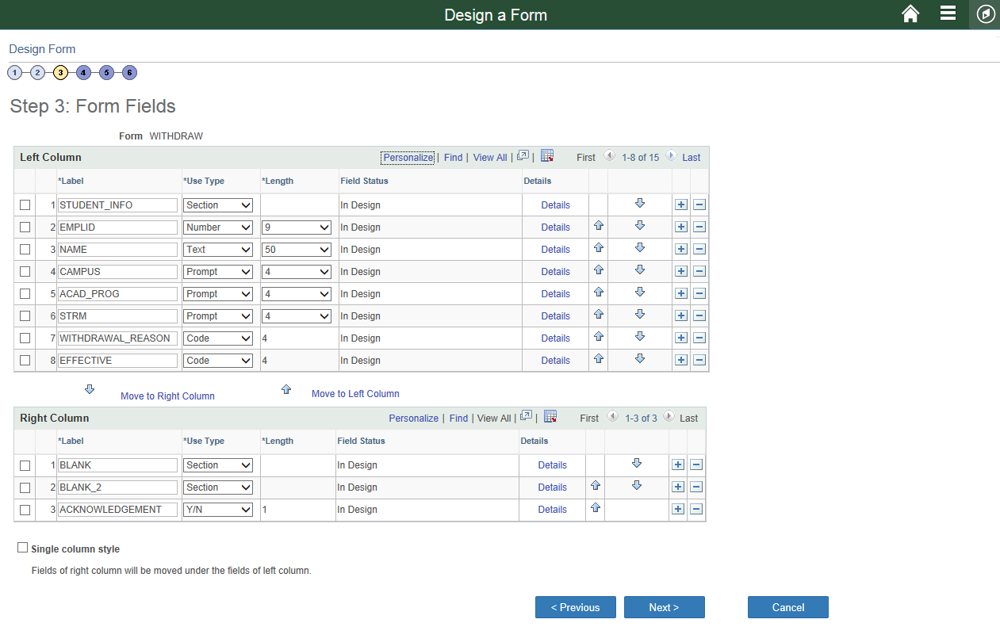 Design a Form
Design Form
1 2 3 4 5 6
Step 3: Form Fields
Form WITHDRAW
Left Column Personalize | Find | View All | | First 1-8 of 15 Last
*Label *Use Type *Length Field Status Details
1 STUDENT_INFO Section In Design Details
2 EMPLID Number 9 In Design Details
3 NAME Text 50 In Design Details
4 CAMPUS Prompt 4 In Design Details
5 ACAD_PROG Prompt 4 In Design Details
6 STRM Prompt 4 In Design Details
7 WITHDRAWAL_REASON Code 4 In Design Details
8 EFFECTIVE Code 4 In Design Details
Move to Right Column Move to Left Column
Right Column Personalize | Find | View All | | First 1-3 of 3 Last
*Label *Use Type *Length Field Status Details
1 BLANK Section In Design Details
2 BLANK_2 Section In Design Details
3 ACKNOWLEDGEMENT Y/N 1 In Design Details
Single column style
Fields of right column will be moved under the fields of left column.
< Previous Next > Cancel